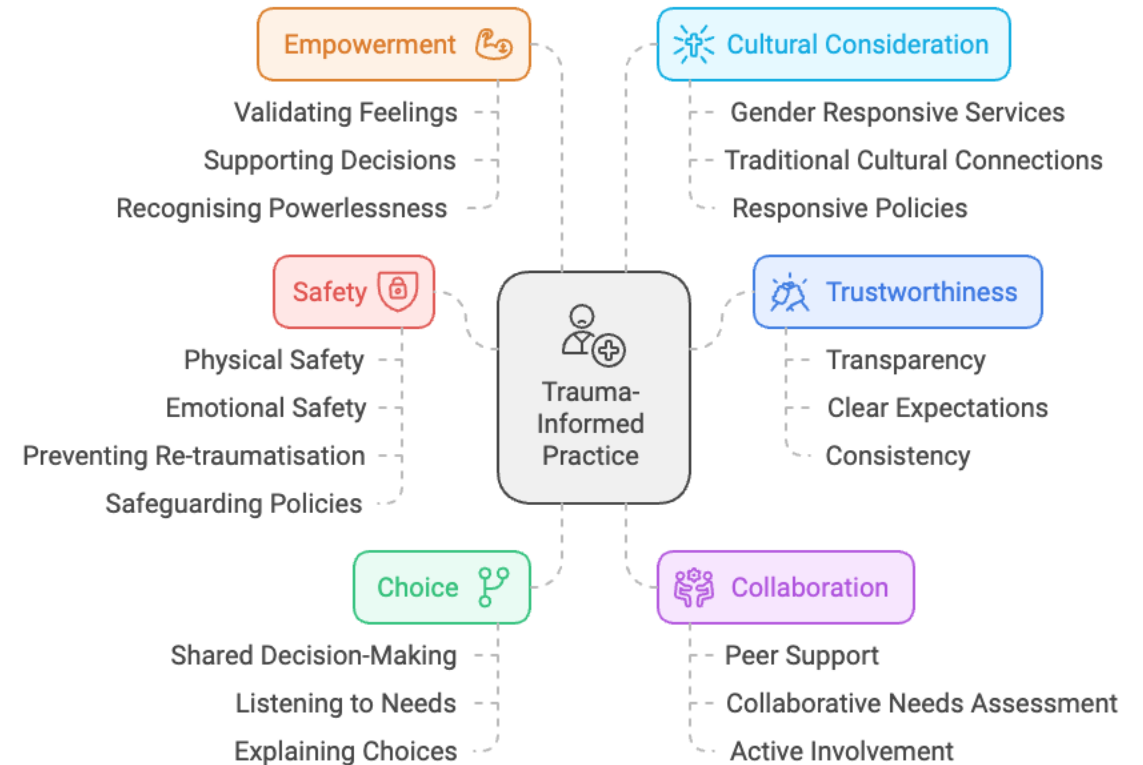 Empowerment
Validating Feelings
Supporting Decisions
Recognising Powerlessness
Cultural Consideration
Gender Responsive Services
Traditional Cultural Connections
Responsive Policies
Safety
Physical Safety
Emotional Safety
Preventing Re-traumatisation
Safeguarding Policies
Trauma-
Informed
Practice
Trustworthiness
Transparency
Clear Expectations
Consistency
Choice
Shared Decision-Making
Listening to Needs
Explaining Choices
Collaboration
Peer Support
Collaborative Needs Assessment
Active Involvement